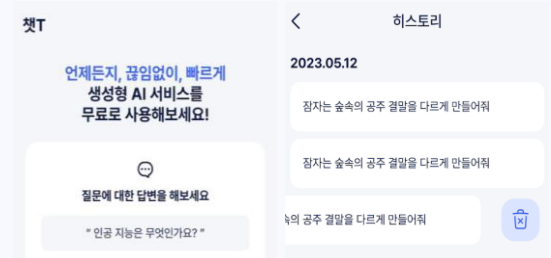 챗T
언제든지, 끊임없이, 빠르게
생성형 AI 서비스를
무료로 사용해보세요!
질문에 대한 답변을 해보세요
" 인공 지능은 무엇인가요? "
히스토리
2023.05.12
잠자는 숲속의 공주 결말을 다르게 만들어줘
잠자는 숲속의 공주 결말을 다르게 만들어줘
속의 공주 결말을 다르게 만들어줘